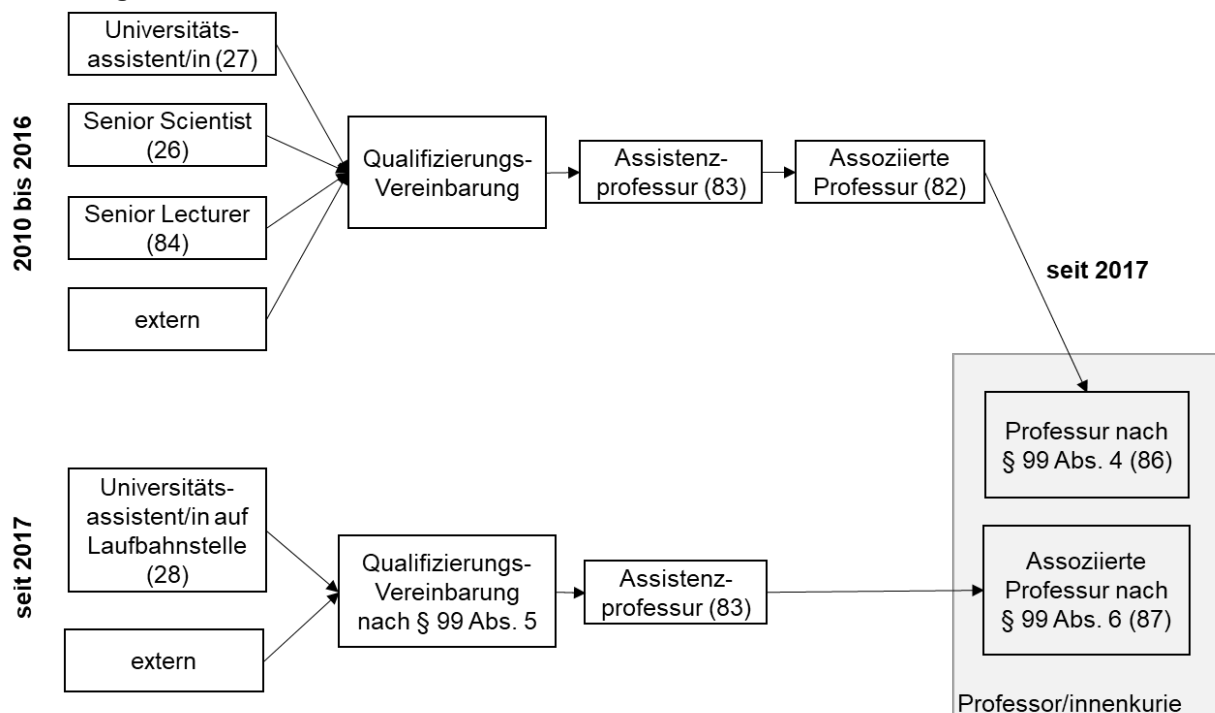 2010 bis 2016
Universitäts-
assistent/in (27)
Senior Scientist
(26)
Senior Lecturer
(84)
extern
Qualifizierungs-
Vereinbarung
Assistenz-
professur (83)
Assoziierte
Professur (82)
seit 2017
seit 2017
Universitäts-
assistent/in auf
Laufbahnstelle
(28)
extern
Qualifizierungs-
Vereinbarung
nach § 99 Abs. 5
Assistenz-
professur (83)
Professur nach
§ 99 Abs. 4 (86)
Assoziierte
Professur nach
§ 99 Abs. 6 (87)
Professor/innenkurie